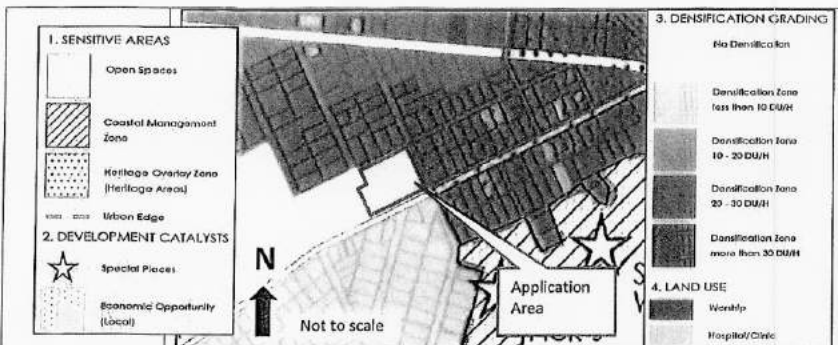 1. SENSITIVE AREAS
Open Spaces
Coastal Management
Zone
Heritage Overlay Zone
(Heritage Areas)
Urban Edge
2. DEVELOPMENT CATALYSTS
Special Places
Economic Opportunity
(Local)
N
Not to scale
Application
Area
S
3. DENSIFICATION GRADING
No Densification
Densification Zone
less than 10 DU/H
Densification Zone
10 - 20 DU/H
Densification Zone
20 - 30 DU/H
Densification Zone
more than 30 DU/H
4. LAND USE
Worship
Hospital/Clinic